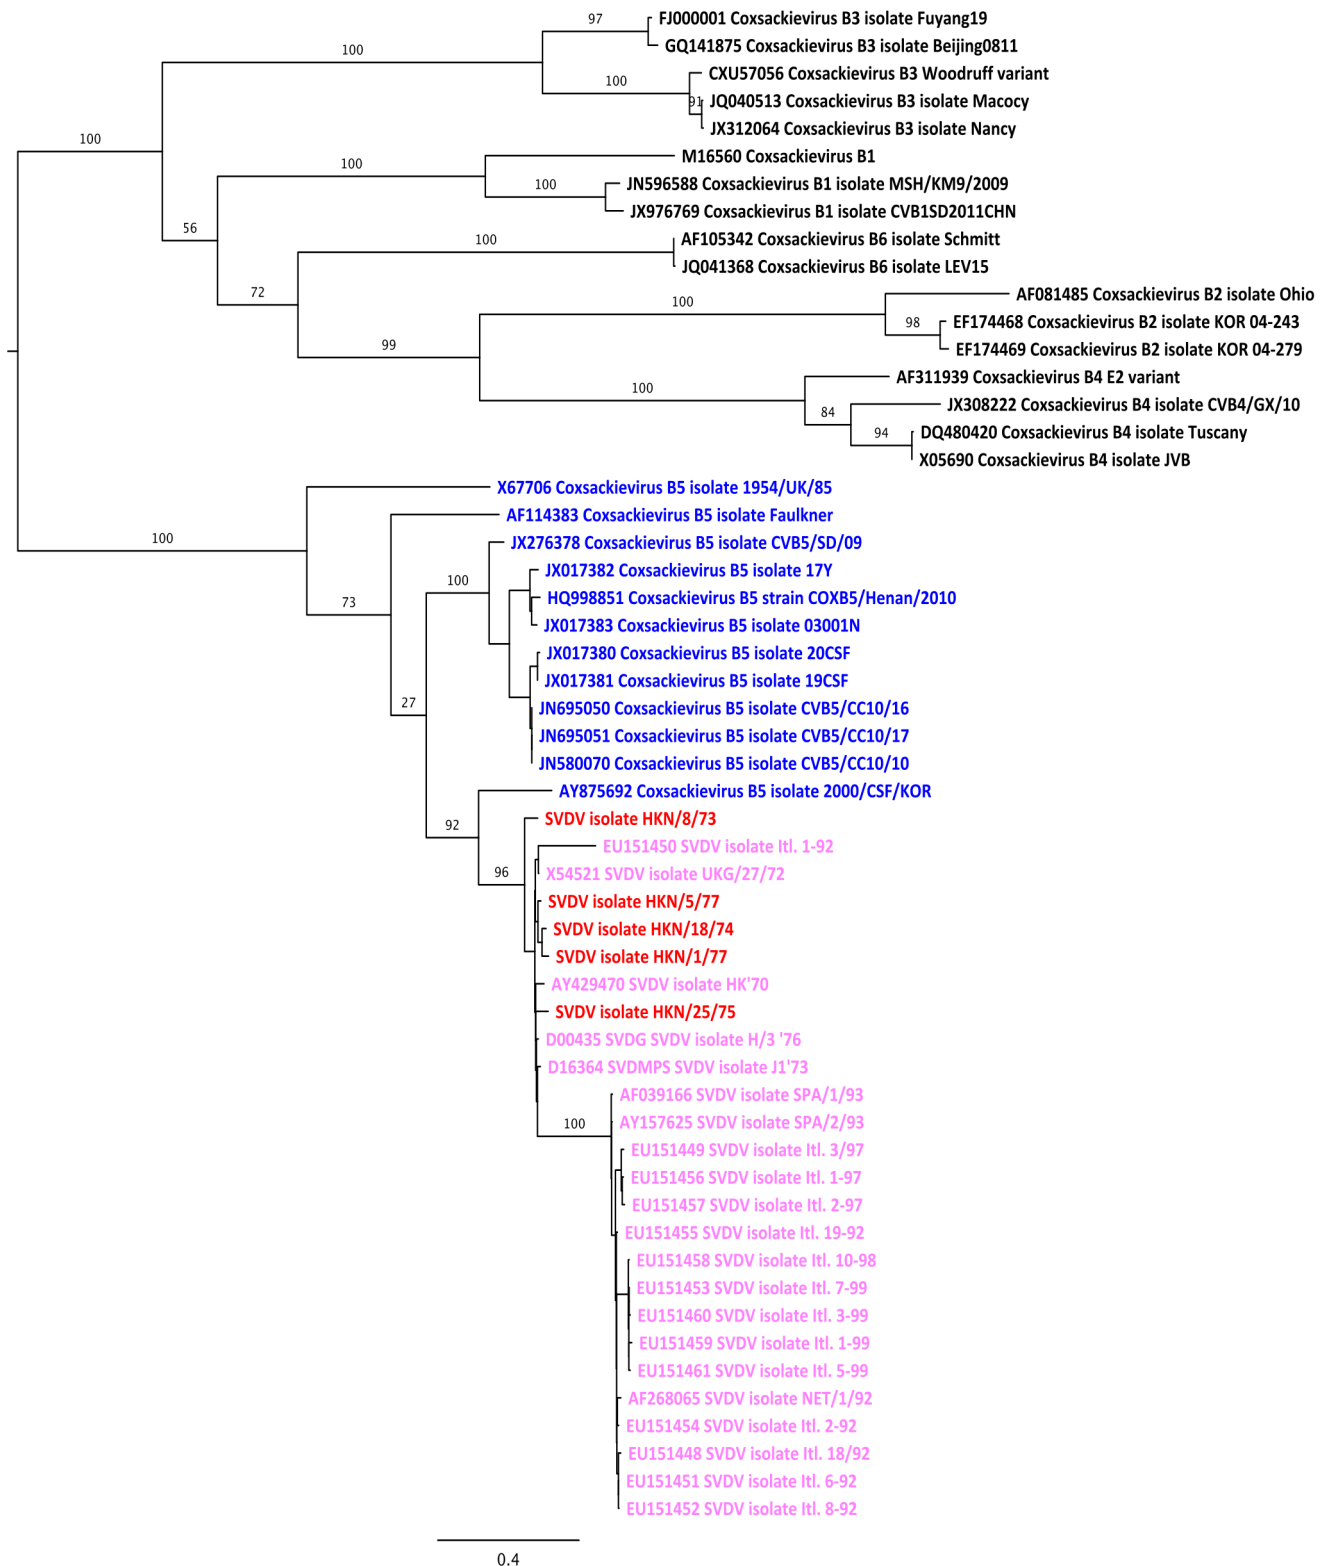 97
FJ000001 Coxsackievirus B3 isolate Fuyang19
GQ141875 Coxsackievirus B3 isolate Beijing0811
100
CXU57056 Coxsackievirus B3 Woodruff variant
100
91
JQ040513 Coxsackievirus B3 isolate Macocy
JX312064 Coxsackievirus B3 isolate Nancy
100
M16560 Coxsackievirus B1
100
JN596588 Coxsackievirus B1 isolate MSH/KM9/2009
100
JX976769 Coxsackievirus B1 isolate CVB1SD2011CHN
56
AF105342 Coxsackievirus B6 isolate Schmitt
100
JQ041368 Coxsackievirus B6 isolate LEV15
72
AF081485 Coxsackievirus B2 isolate Ohio
100
EF174468 Coxsackievirus B2 isolate KOR 04-243
98
99
EF174469 Coxsackievirus B2 isolate KOR 04-279
AF311939 Coxsackievirus B4 E2 variant
100
JX308222 Coxsackievirus B4 isolate CVB4/GX/10
84
DQ480420 Coxsackievirus B4 isolate Tuscany
94
X05690 Coxsackievirus B4 isolate JVB
X67706 Coxsackievirus B5 isolate 1954/UK/85
AF114383 Coxsackievirus B5 isolate Faulkner
100
JX276378 Coxsackievirus B5 isolate CVB5/SD/09
JX017382 Coxsackievirus B5 isolate 17Y
100
HQ998851 Coxsackievirus B5 strain COXB5/Henan/2010
73
JX017383 Coxsackievirus B5 isolate 03001N
JX017380 Coxsackievirus B5 isolate 20CSF
JX017381 Coxsackievirus B5 isolate 19CSF
27
JN695050 Coxsackievirus B5 isolate CVB5/CC10/16
JN695051 Coxsackievirus B5 isolate CVB5/CC10/17
JN580070 Coxsackievirus B5 isolate CVB5/CC10/10
AY875692 Coxsackievirus B5 isolate 2000/CSF/KOR
92
SVDV isolate HKN/8/73
EU151450 SVDV isolate Itl. 1-92
96
X54521 SVDV isolate UKG/27/72
SVDV isolate HKN/5/77
SVDV isolate HKN/18/74
SVDV isolate HKN/1/77
AY429470 SVDV isolate HK'70
SVDV isolate HKN/25/75
D00435 SVDG SVDV isolate H/3 '76
D16364 SVDMPS SVDV isolate J1'73
AF039166 SVDV isolate SPA/1/93
100
AY157625 SVDV isolate SPA/2/93
EU151449 SVDV isolate Itl. 3/97
EU151456 SVDV isolate Itl. 1-97
EU151457 SVDV isolate Itl. 2-97
EU151455 SVDV isolate Itl. 19-92
EU151458 SVDV isolate Itl. 10-98
EU151453 SVDV isolate Itl. 7-99
EU151460 SVDV isolate Itl. 3-99
EU151459 SVDV isolate Itl. 1-99
EU151461 SVDV isolate Itl. 5-99
AF268065 SVDV isolate NET/1/92
EU151454 SVDV isolate Itl. 2-92
EU151448 SVDV isolate Itl. 18/92
EU151451 SVDV isolate Itl. 6-92
EU151452 SVDV isolate Itl. 8-92
0.4